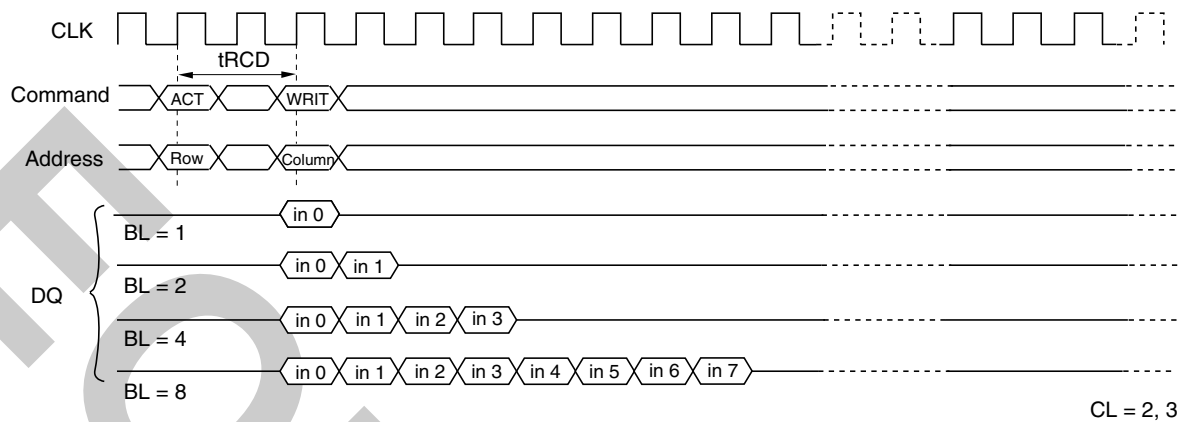 CLK
tRCD
Command ACT WRIT
Address Row Column
DQ
in 0
BL = 1
in 0 in 1
BL = 2
in 0 in 1 in 2 in 3
BL = 4
in 0 in 1 in 2 in 3 in 4 in 5 in 6 in 7
BL = 8
CL = 2, 3